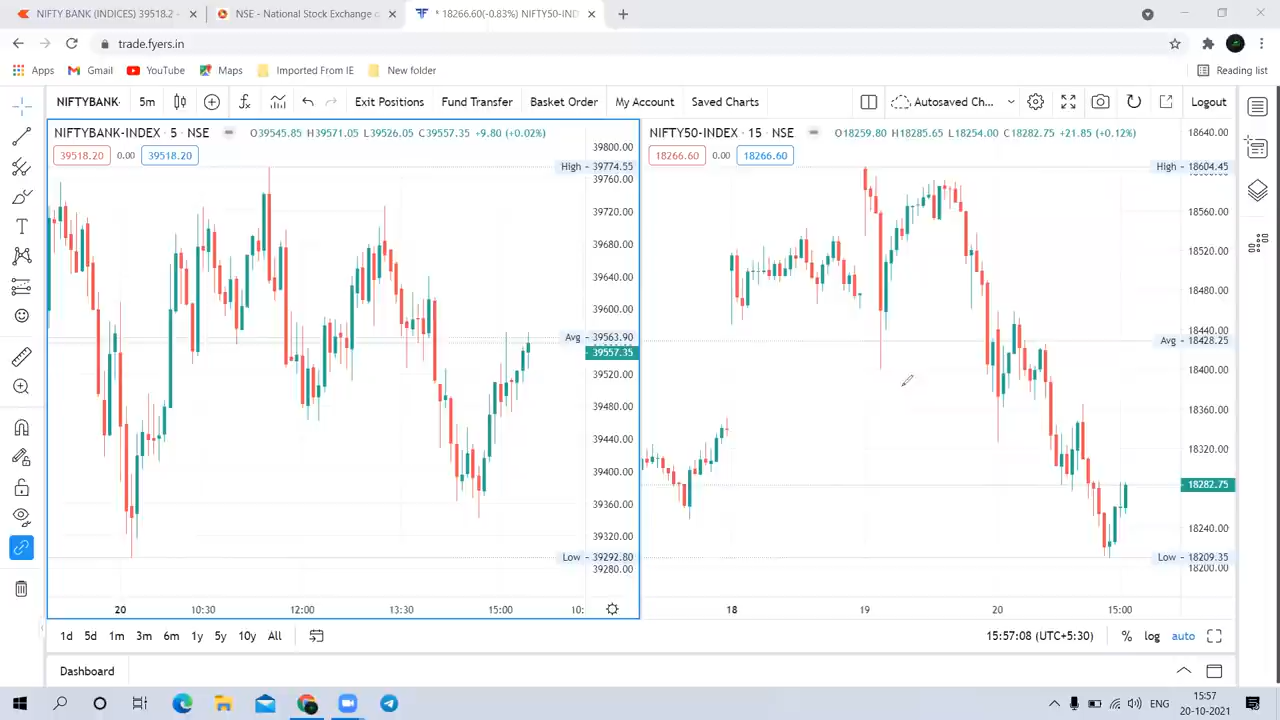 NIFTY BANK (INDICES) 39518.2
NSE - National Stock Exchange o
* 18266.60(-0.83%) NIFTY50-IND
trade.fyers.in
Apps Gmail YouTube Maps Imported From IE New folder Reading list
NIFTYBANK- 5m Exit Positions Fund Transfer Basket Order My Account Saved Charts Autosaved Ch... Logout
NIFTYBANK-INDEX · 5 · NSE O39545.85 H39571.05 L39526.05 C39557.35 +9.80 (+0.02%)
39518.20 0.00 39518.20
39800.00
High 39774.55
39760.00
39720.00
39680.00
39640.00
39600.00
Avg 39563.90
39557.35
39520.00
39480.00
39440.00
39400.00
39360.00
39320.00
Low 39292.80
39280.00
20 10:30 12:00 13:30 15:00 10:
NIFTY50-INDEX · 15 · NSE O18259.80 H18285.65 L18254.00 C18282.75 +21.85 (+0.12%)
18266.60 0.00 18266.60
18640.00
High 18604.45
18600.00
18560.00
18520.00
18480.00
18440.00
Avg 18428.25
18400.00
18360.00
18320.00
18282.75
18240.00
Low 18209.35
18200.00
18 19 20 15:00
1d 5d 1m 3m 6m 1y 5y 10y All 15:57:08 (UTC+5:30) % log auto
Dashboard
ENG 15:57
20-10-2021